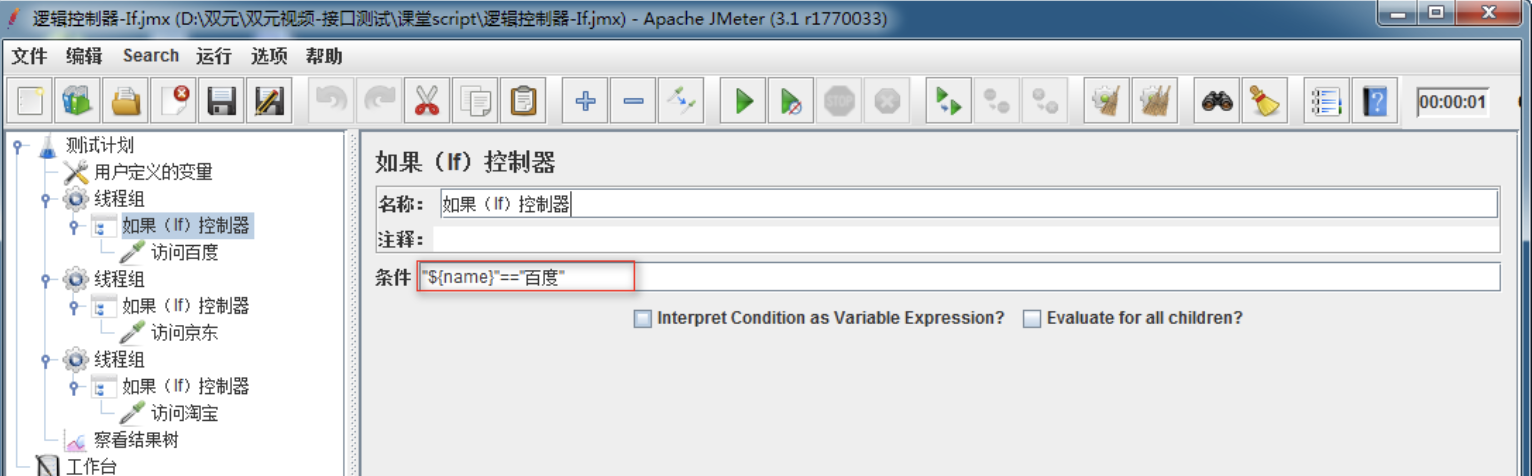 逻辑控制器-If.jmx (D:\双元\双元视频-接口测试\课堂script\逻辑控制器-If.jmx) - Apache JMeter (3.1 r1770033)
文件 编辑 Search 运行 选项 帮助
STOP
00:00:01
测试计划
用户定义的变量
线程组
如果（If）控制器
访问百度
线程组
如果（If）控制器
访问京东
线程组
如果（If）控制器
访问淘宝
察看结果树
工作台
如果（If）控制器
名称： 如果（If）控制器
注释：
条件 "${name}"=="百度"
Interpret Condition as Variable Expression? Evaluate for all children?